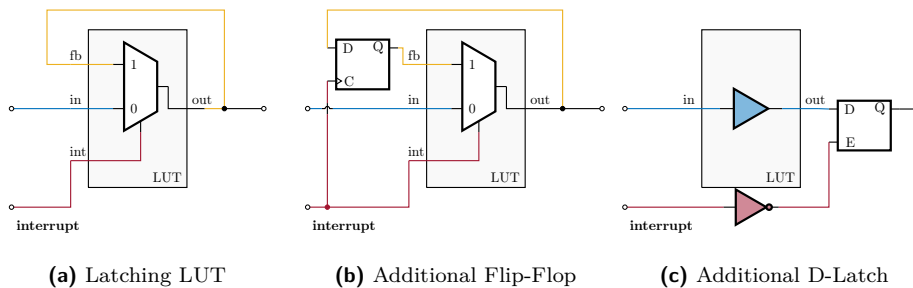 fb
1
in
0
out
int
LUT
interrupt
(a) Latching LUT
D Q
C
fb
1
in
0
out
int
LUT
interrupt
(b) Additional Flip-Flop
in
out
D Q
E
LUT
interrupt
(c) Additional D-Latch